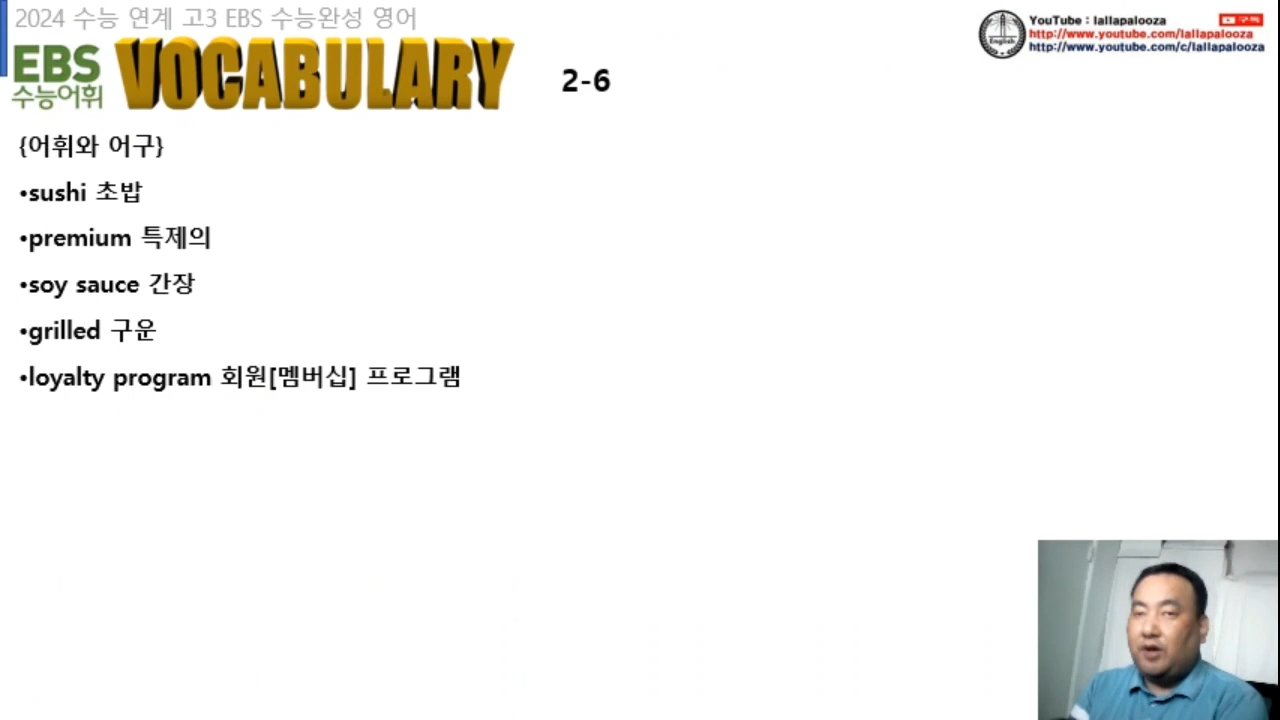 2024 수능 연계 고3 EBS 수능완성 영어
EBS
수능어휘
VOCABULARY
2-6
English
YouTube : lallapalooza
구독
http://www.youtube.com/lallapalooza
http://www.youtube.com/c/lallapalooza
{어휘와 어구}
•sushi 초밥
•premium 특제의
•soy sauce 간장
•grilled 구운
•loyalty program 회원[멤버십] 프로그램